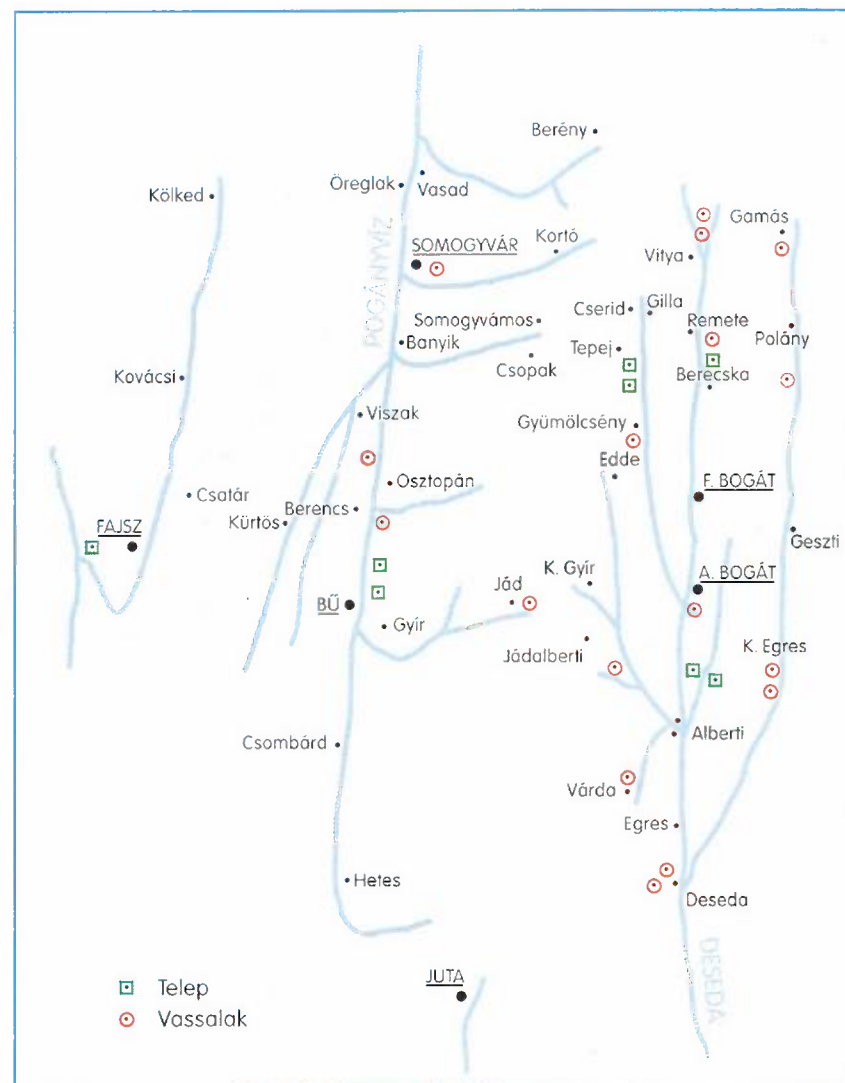 Berény
Öreglak
Vasad
Kölked
Gamás
SOMOGYVÁR
Kortó
Vitya
POGÁNYVÍZ
Cserid
Gilla
Somogyvámos
Remete
Polány
Banyik
Tepej
Csopak
Kovácsi
Berecska
Viszak
Gyümölcsény
Edde
Osztopán
F. BOGÁT
Csatár
Berencs
Kürtös
FAJSZ
Geszti
K. Gyír
A. BOGÁT
Jád
BŰ
Gyír
Jádalberti
K. Egres
Csombárd
Alberti
Várda
Egres
Hetes
Deseda
DESEDA
JUTA
Telep
Vassalak